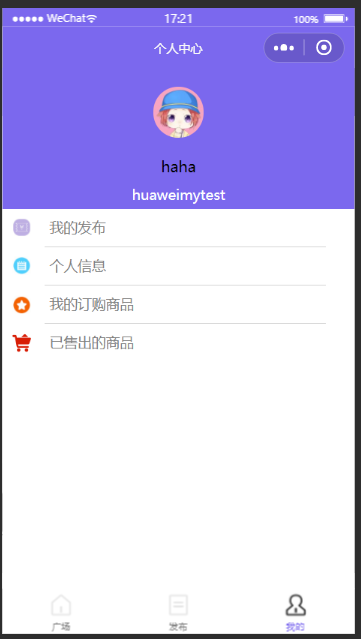 WeChat
17:21
100%
个人中心
haha
huaweimytest
我的发布
个人信息
我的订购商品
已售出的商品
广场
发布
我的